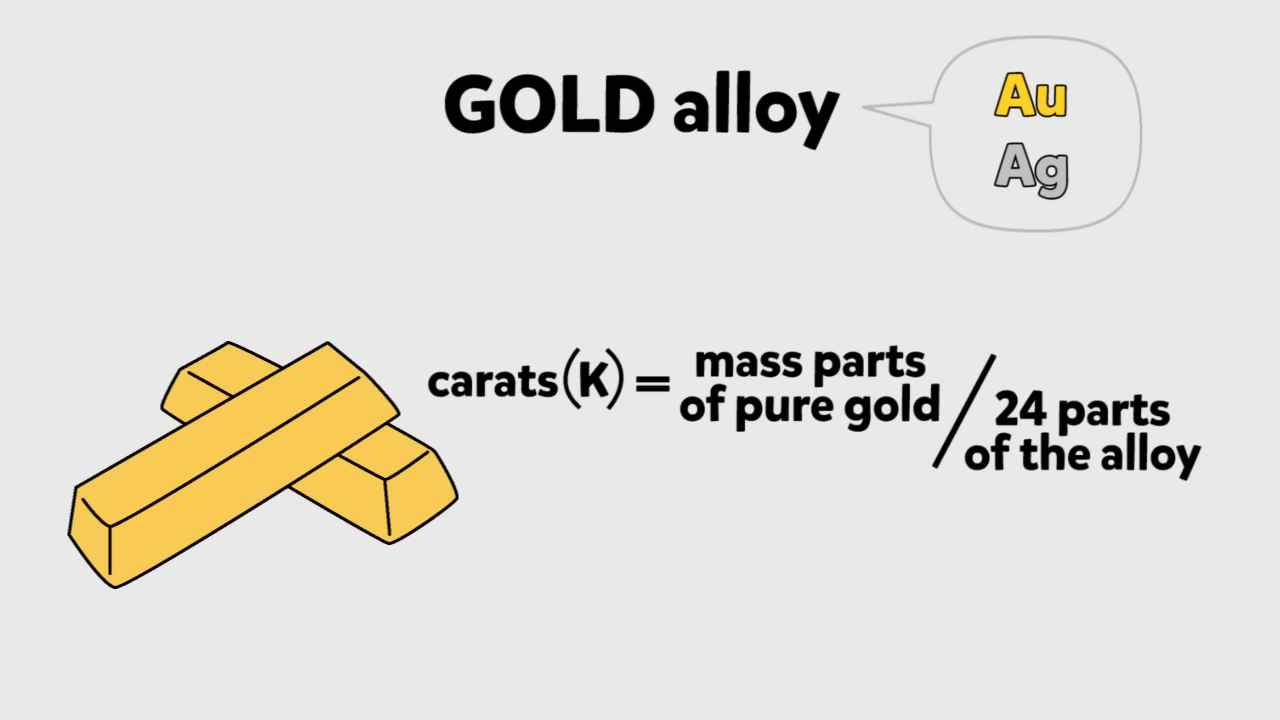 GOLD alloy
Au
Ag
carats(K) =
mass parts
of pure gold
/
24 parts
of the alloy